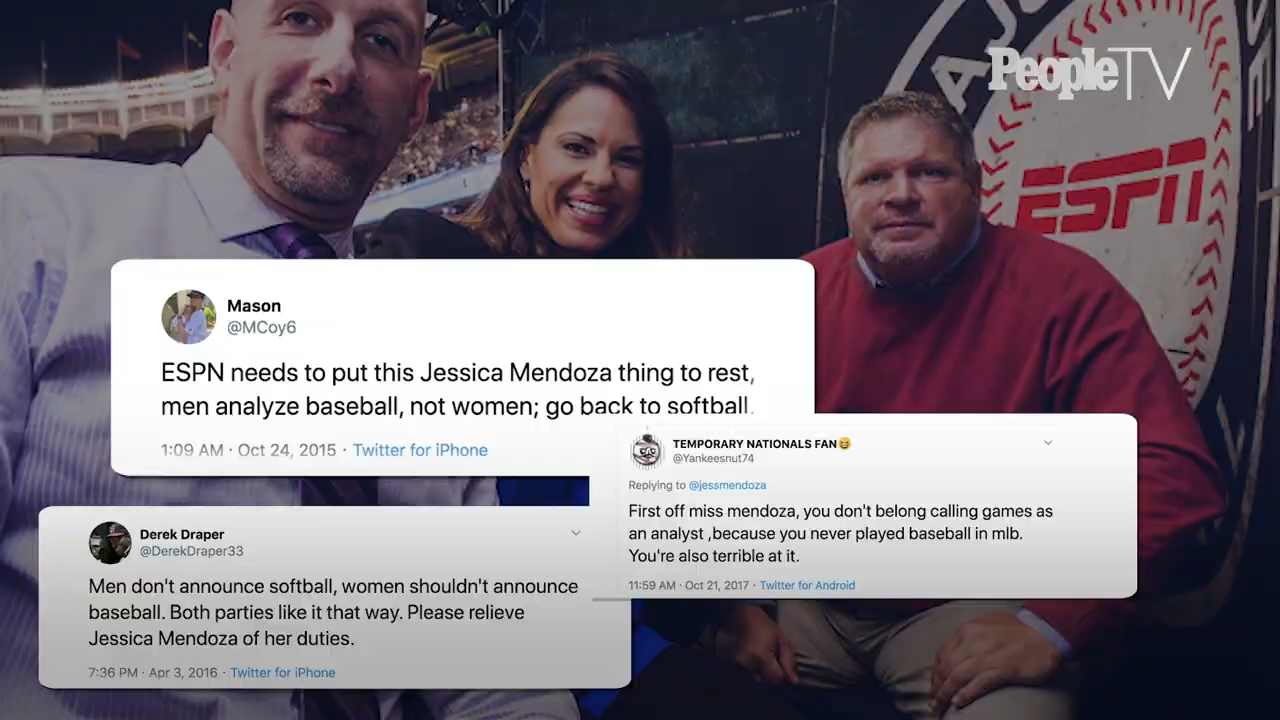 PeopleTV
ESPN
Mason
@MCoy6
ESPN needs to put this Jessica Mendoza thing to rest,
men analyze baseball, not women; go back to softball.
1:09 AM · Oct 24, 2015 · Twitter for iPhone
TEMPORARY NATIONALS FAN😆
@Yankeesnut74
Replying to @jessmendoza
First off miss mendoza, you don't belong calling games as
an analyst ,because you never played baseball in mlb.
You're also terrible at it.
11:59 AM · Oct 21, 2017 · Twitter for Android
Derek Draper
@DerekDraper33
Men don't announce softball, women shouldn't announce
baseball. Both parties like it that way. Please relieve
Jessica Mendoza of her duties.
7:36 PM · Apr 3, 2016 · Twitter for iPhone